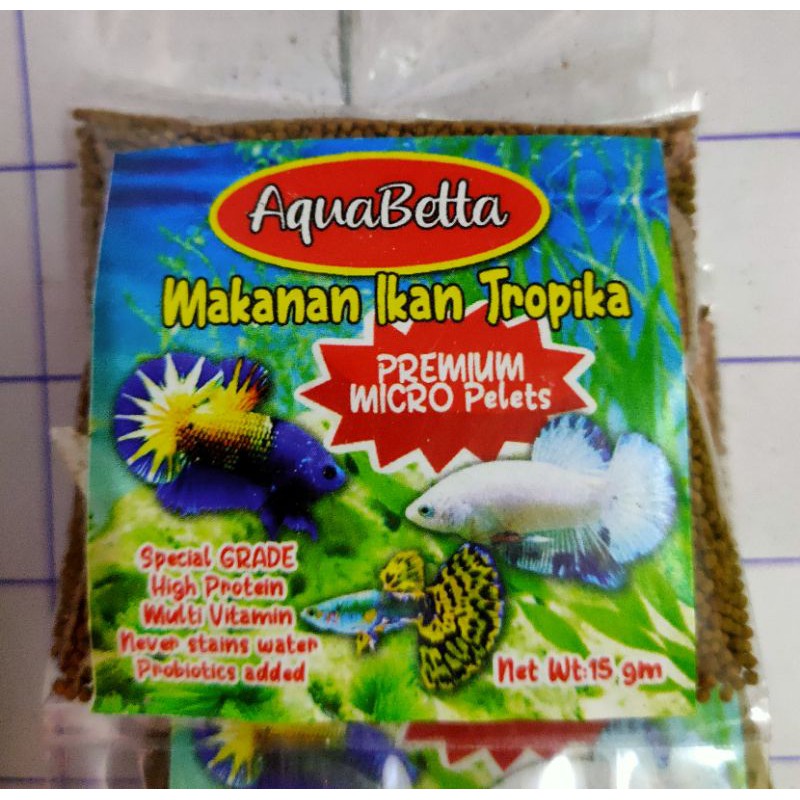 AquaBetta
Makanan Ikan Tropika
PREMIUM
MICRO Pelets
Special GRADE
High Protein
Multi Vitamin
Never stains water
Probiotics added
Net Wt:15 gm